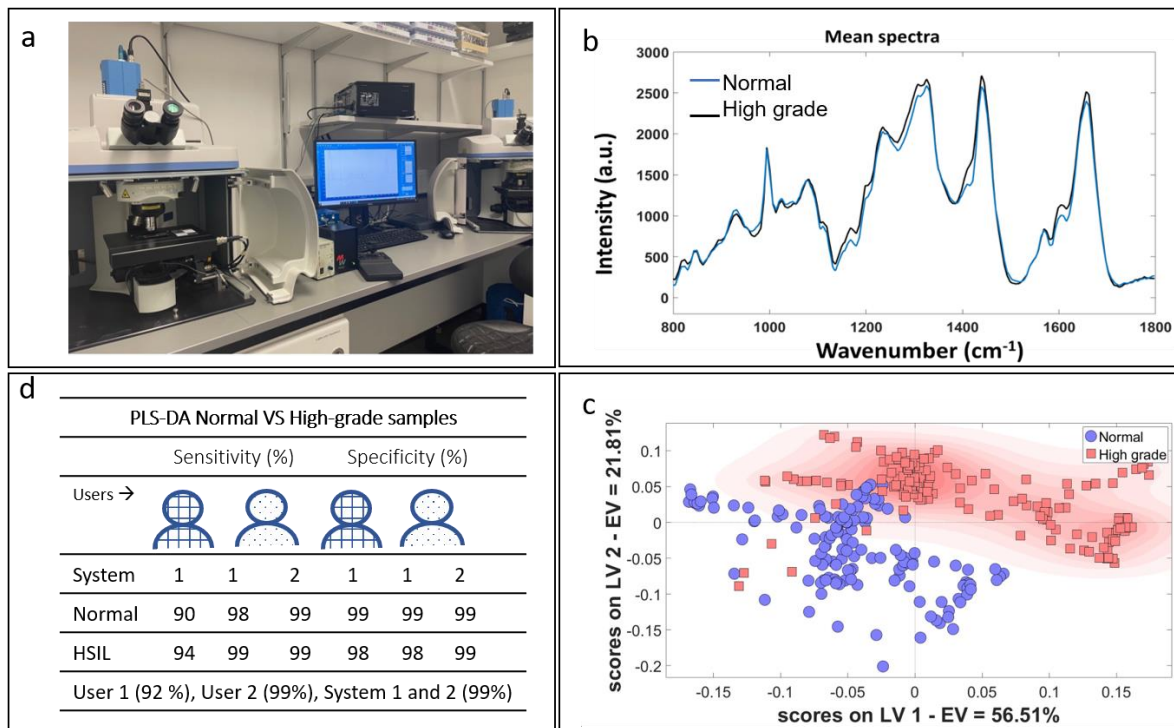 a
b
Mean spectra
Normal
High grade
Intensity (a.u.)
3000
2500
2000
1500
1000
500
0
800 1000 1200 1400 1600 1800
Wavenumber (cm⁻¹)
d
PLS-DA Normal VS High-grade samples
Sensitivity (%) Specificity (%)
Users →
System 1 1 2 1 1 2
Normal 90 98 99 99 99 99
HSIL 94 99 99 98 98 99
User 1 (92 %), User 2 (99%), System 1 and 2 (99%)
c
Normal
High grade
scores on LV 2 - EV = 21.81%
0.1
0.05
0
-0.05
-0.1
-0.15
-0.2
-0.15 -0.1 -0.05 0 0.05 0.1 0.15
scores on LV 1 - EV = 56.51%